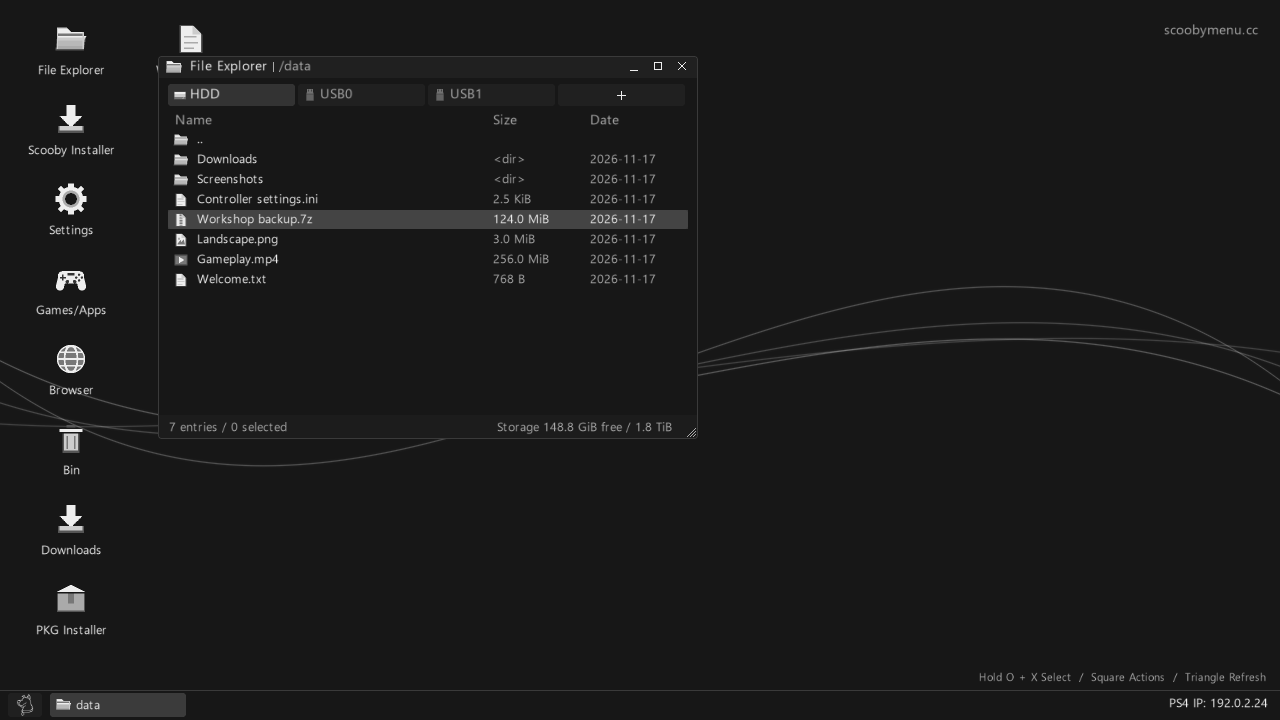 scoobymenu.cc
File Explorer
Scooby Installer
Settings
Games/Apps
Browser
Bin
Downloads
PKG Installer
File Explorer | /data
HDD
USB0
USB1
+
Name Size Date
..
Downloads <dir> 2026-11-17
Screenshots <dir> 2026-11-17
Controller settings.ini 2.5 KiB 2026-11-17
Workshop backup.7z 124.0 MiB 2026-11-17
Landscape.png 3.0 MiB 2026-11-17
Gameplay.mp4 256.0 MiB 2026-11-17
Welcome.txt 768 B 2026-11-17
7 entries / 0 selected
Storage 148.8 GiB free / 1.8 TiB
Hold O + X Select / Square Actions / Triangle Refresh
data
PS4 IP: 192.0.2.24